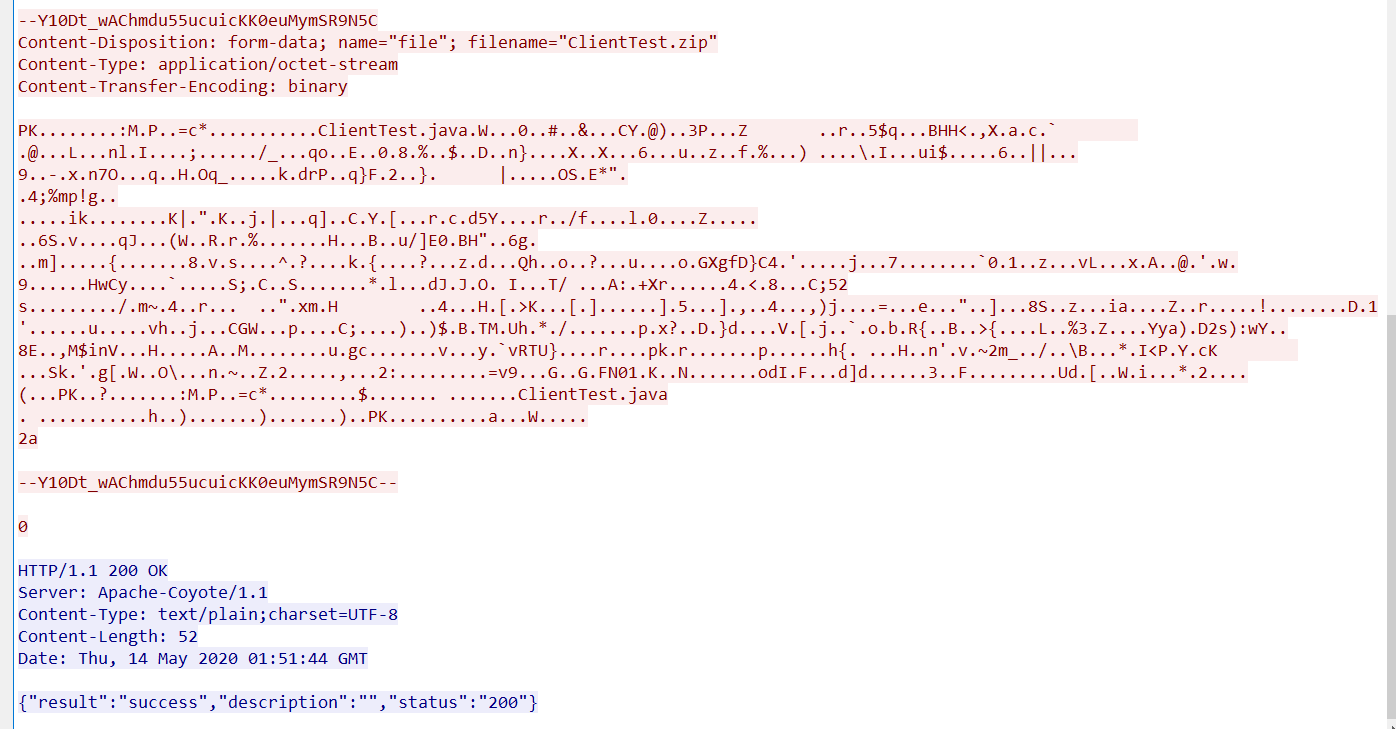 --Y10Dt_wAChmdu55ucuicKK0euMymSR9N5C
Content-Disposition: form-data; name="file"; filename="ClientTest.zip"
Content-Type: application/octet-stream
Content-Transfer-Encoding: binary
PK........:M.P..=c*...........ClientTest.java.W...0..#..&...CY.@)..3P...Z       ..r..5$q...BHH<.,X.a.c.`
.@...L...nl.I....;....../_...qo..E..0.8.%..$..D..n}....X..X...6...u..z..f.%...) ....\.I...ui$.....6..||...
9..-.x.n7O...q..H.Oq_.....k.drP..q}F.2..}.      |.....OS.E*".
.4;%mp!g..
.....ik........K|.".K..j.|...q]..C.Y.[...r.c.d5Y....r../f....l.0....Z.....
..6S.v....qJ...(W..R.r.%.......H...B..u/]E0.BH"..6g.
..m].....{.......8.v.s....^.?....k.{....?...z.d...Qh..o..?...u....o.GXgfD}C4.'.....j...7........`0.1..z...vL...x.A..@.'.w.
9......HwCy....`.....S;.C..S.......*.l...dJ.J.O. I...T/ ...A:.+Xr......4.<.8...C;52
s........./.m~.4..r...  ..".xm.H        ..4...H.[.>K...[.]......].5...].,..4...,)j....=...e..."..]...8S..z...ia....Z..r.....!.........D.1
'......u.....vh..j...CGW...p....C;....)..)$.B.TM.Uh.*./.......p.x?..D.}d....V.[.j..`.o.b.R{..B..>{....L..%3.Z....Yya).D2s):wY..
8E..,M$inV...H.....A..M........u.gc.......v...y.`vRTU}....r....pk.r.......p......h{. ...H..n'.v.~2m_../..\B...*.I<P.Y.cK
...Sk.'.g[.W..O\...n.~..Z.2.....,...2:.........=v9...G..G.FN01.K..N.......odI.F...d]d......3..F.........Ud.[..W.i...*.2....
(...PK..?.......:M.P..=c*.........$....... .......ClientTest.java
. ...........h..).......).......)..PK..........a...W.....
2a
--Y10Dt_wAChmdu55ucuicKK0euMymSR9N5C--
0
HTTP/1.1 200 OK
Server: Apache-Coyote/1.1
Content-Type: text/plain;charset=UTF-8
Content-Length: 52
Date: Thu, 14 May 2020 01:51:44 GMT
{"result":"success","description":"","status":"200"}